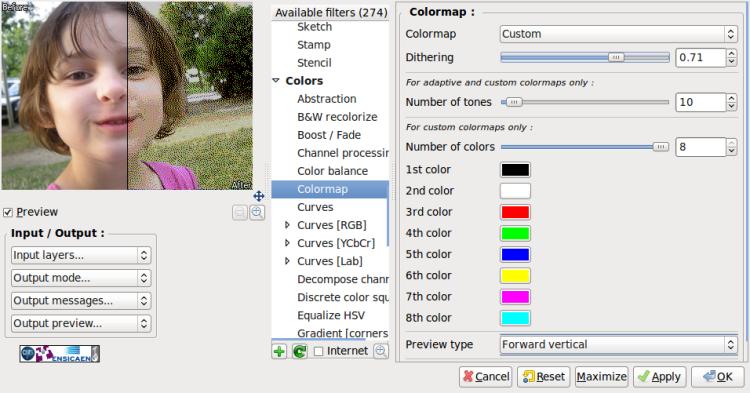 Before
After
Preview
Input / Output :
Input layers...
Output mode...
Output messages...
Output preview...
ENSICAEN
Available filters (274)
Sketch
Stamp
Stencil
Colors
Abstraction
B&W recolorize
Boost / Fade
Channel processin
Color balance
Colormap
Curves
Curves [RGB]
Curves [YCbCr]
Curves [Lab]
Decompose chann
Discrete color squ
Equalize HSV
Gradient [corners
Internet
Colormap :
Colormap Custom
Dithering 0.71
For adaptive and custom colormaps only :
Number of tones 10
For custom colormaps only :
Number of colors 8
1st color
2nd color
3rd color
4th color
5th color
6th color
7th color
8th color
Preview type Forward vertical
Cancel Reset Maximize Apply OK